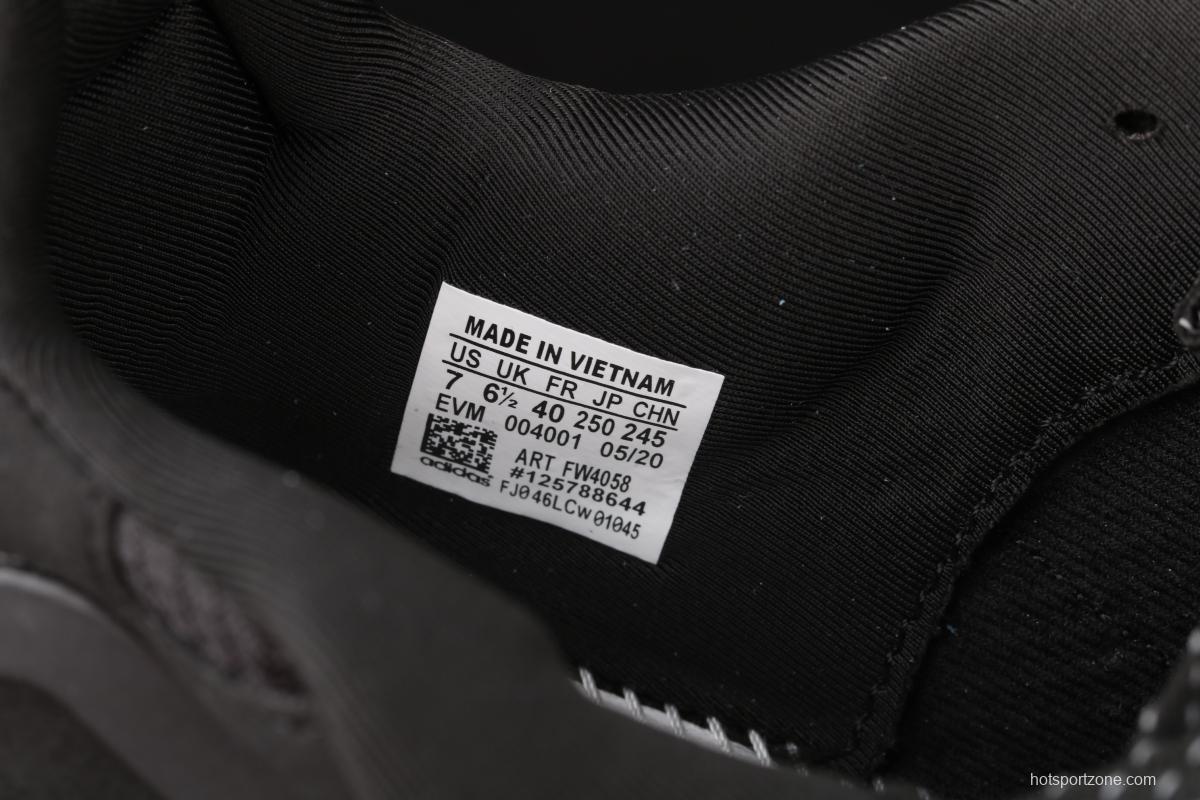 MADE IN VIETNAM
US UK FR JP CHN
7 6½ 40 250 245
EVM 004001 05/20
ART FW4058
#125788644
adidas FJ046LCW01045
hotsportzone.com